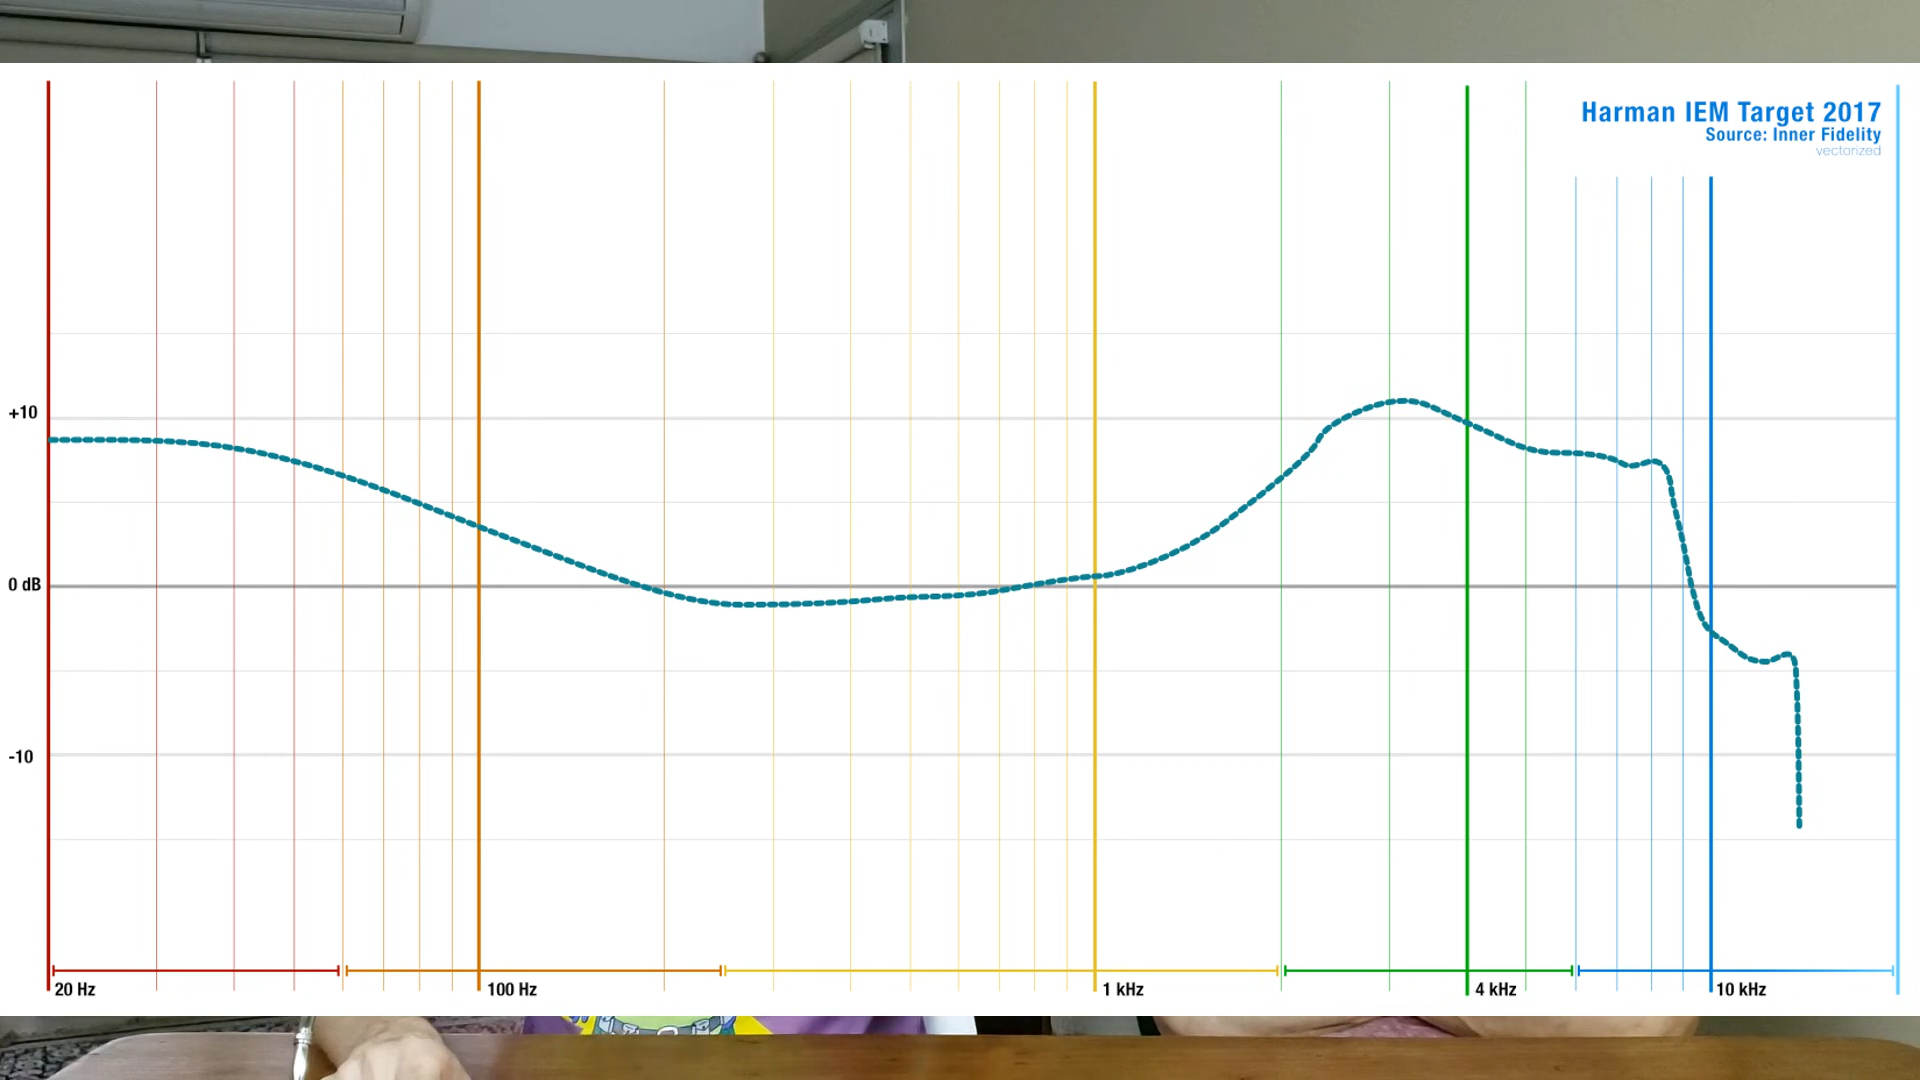 Harman IEM Target 2017
Source: Inner Fidelity
vectorized
+10
0 dB
-10
20 Hz
100 Hz
1 kHz
4 kHz
10 kHz